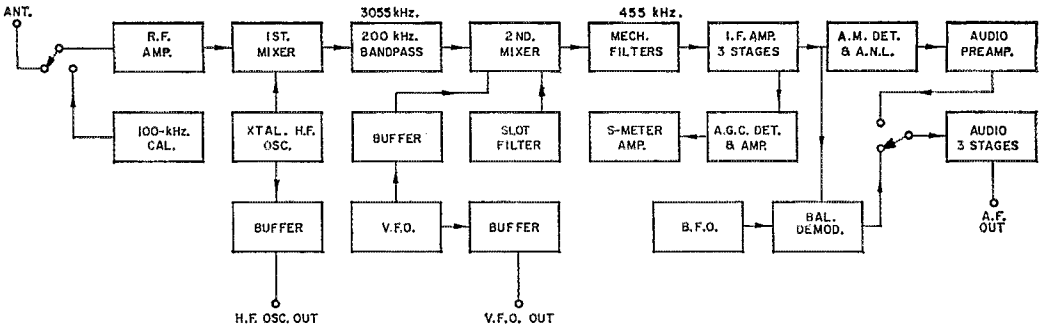 ANT.
R.F.
AMP.
1ST.
MIXER
3055kHz.
200 kHz.
BANDPASS
2ND.
MIXER
455 kHz.
MECH.
FILTERS
I.F. AMP.
3 STAGES
A.M. DET.
& A.N.L.
AUDIO
PREAMP.
100-kHz.
CAL.
XTAL. H.F.
OSC.
BUFFER
SLOT
FILTER
S-METER
AMP.
A.G.C. DET.
& AMP.
AUDIO
3 STAGES
BUFFER
V.F.O.
BUFFER
B.F.O.
BAL.
DEMOD.
A.F.
OUT
H.F. OSC. OUT
V.F.O. OUT